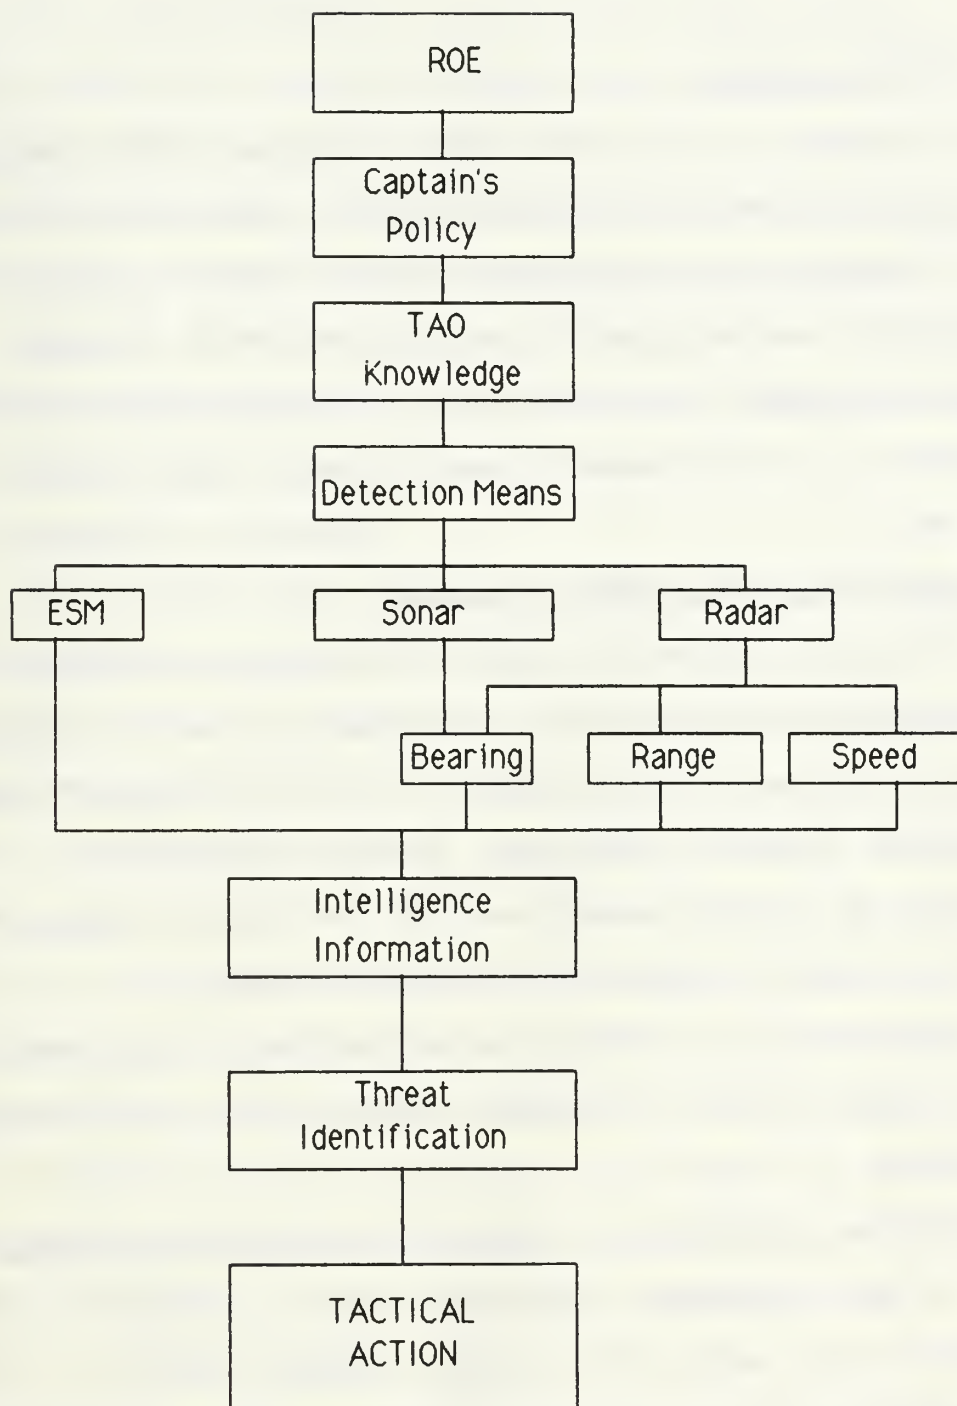 ROE
Captain's
Policy
TAO
Knowledge
Detection Means
ESM
Sonar
Radar
Bearing
Range
Speed
Intelligence
Information
Threat
Identification
TACTICAL
ACTION